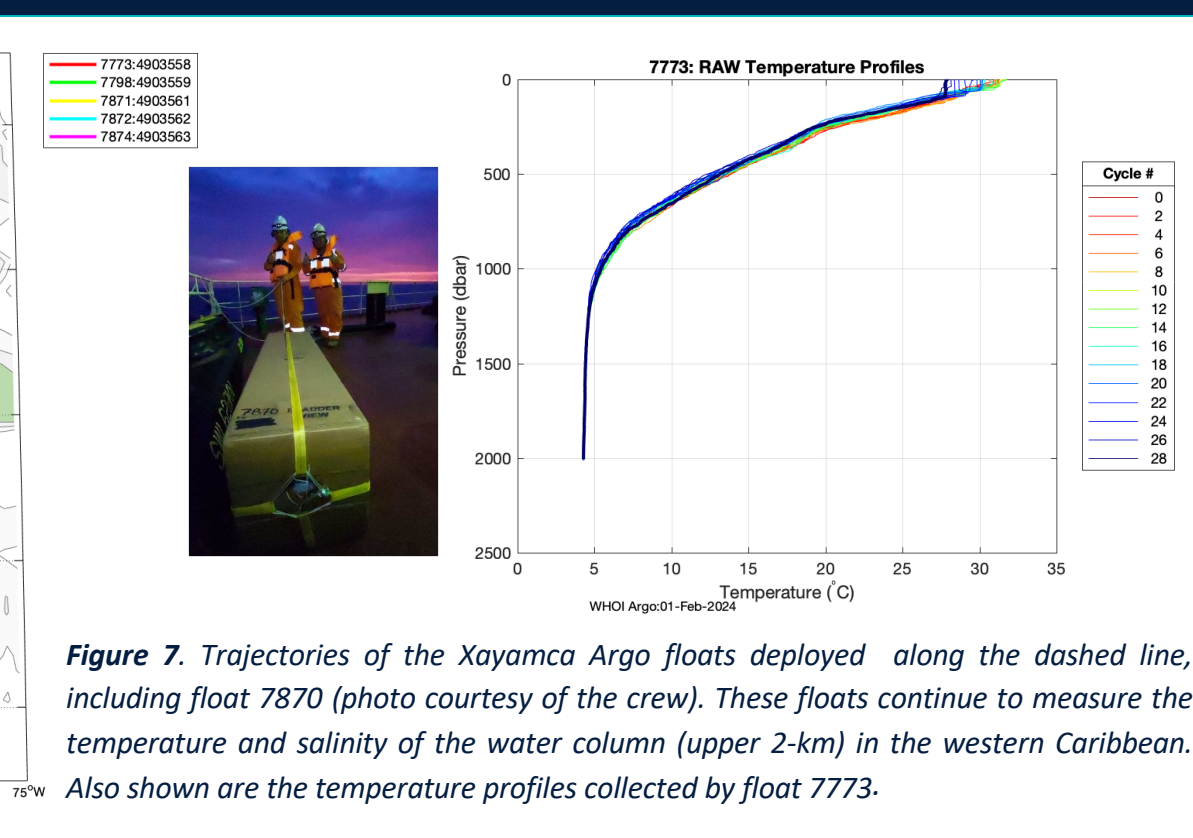 7773:4903558
7798:4903559
7871:4903561
7872:4903562
7874:4903563
75°W
7870 BLADDER
VIEW
7773: RAW Temperature Profiles
0
500
1000
1500
2000
2500
Pressure (dbar)
0 5 10 15 20 25 30 35
Temperature (°C)
WHOI Argo:01-Feb-2024
Cycle #
0
2
4
6
8
10
12
14
16
18
20
22
24
26
28
Figure 7. Trajectories of the Xayamca Argo floats deployed along the dashed line,
including float 7870 (photo courtesy of the crew). These floats continue to measure the
temperature and salinity of the water column (upper 2-km) in the western Caribbean.
Also shown are the temperature profiles collected by float 7773.